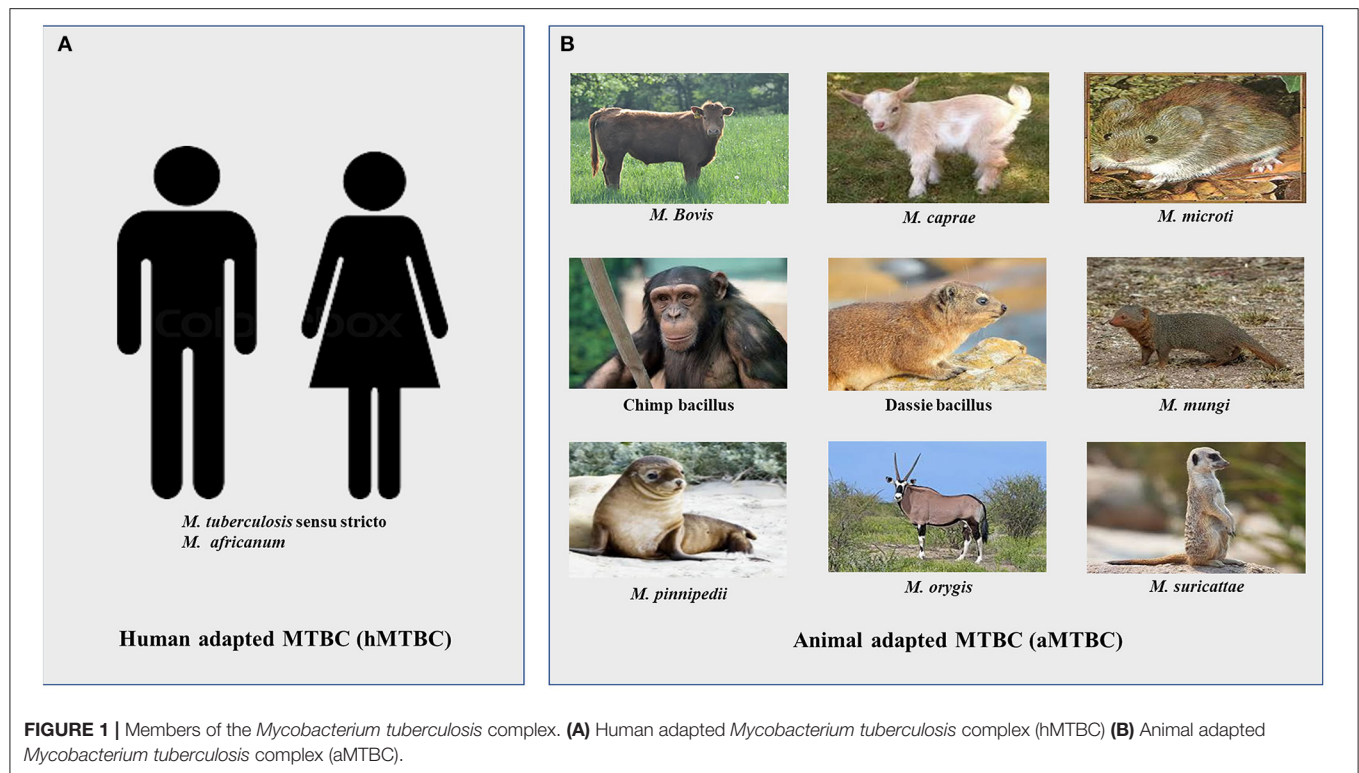 A
B
M. Bovis
M. caprae
M. microti
Chimp bacillus
Dassie bacillus
M. mungi
M. pinnipedii
M. orygis
M. suricattae
M. tuberculosis sensu stricto
M. africanum
Human adapted MTBC (hMTBC)
Animal adapted MTBC (aMTBC)
FIGURE 1 | Members of the Mycobacterium tuberculosis complex. (A) Human adapted Mycobacterium tuberculosis complex (hMTBC) (B) Animal adapted
Mycobacterium tuberculosis complex (aMTBC).